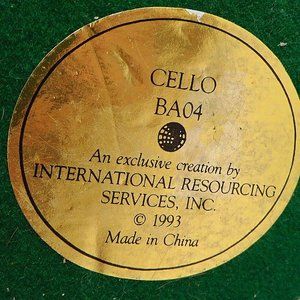 CELLO
BA04
An exclusive creation by
INTERNATIONAL RESOURCING
SERVICES, INC.
© 1993
Made in China